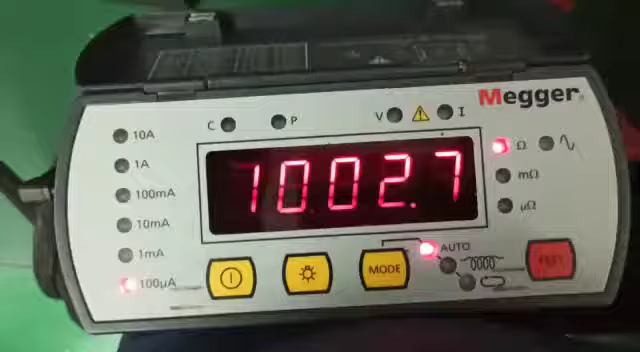 Megger
C P V I
10A
1A
100mA
10mA
1mA
100µA
1002.7
Ω
mΩ
µΩ
MODE
AUTO
TEST